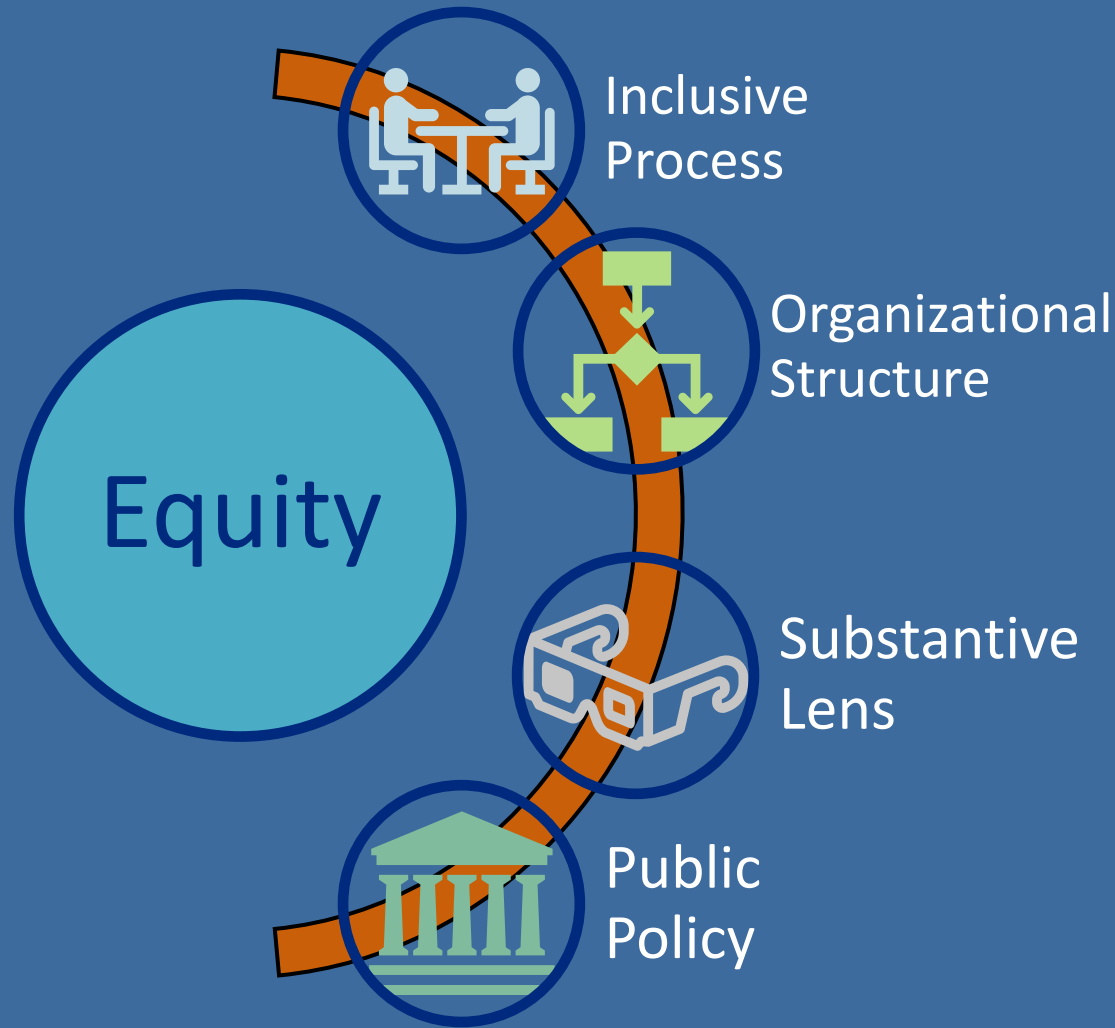 Inclusive
Process
Organizational
Structure
Equity
Substantive
Lens
Public
Policy